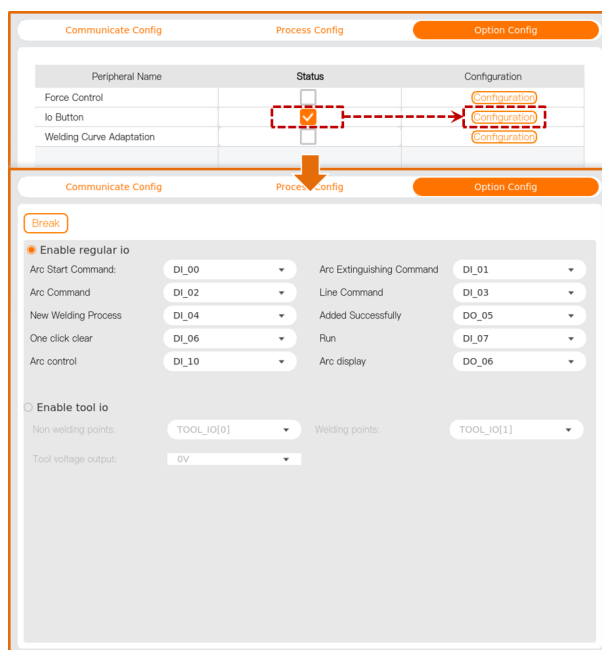 Communicate Config Process Config Option Config
Peripheral Name Status Configuration
Force Control Configuration
Io Button Configuration
Welding Curve Adaptation Configuration
Communicate Config Process Config Option Config
Break
Enable regular io
Arc Start Command: DI_00 Arc Extinguishing Command DI_01
Arc Command DI_02 Line Command DI_03
New Welding Process DI_04 Added Successfully DO_05
One click clear DI_06 Run DI_07
Arc control DI_10 Arc display DO_06
Enable tool io
Non welding points: TOOL_IO[0] Welding points: TOOL_IO[1]
Tool voltage output: 0V